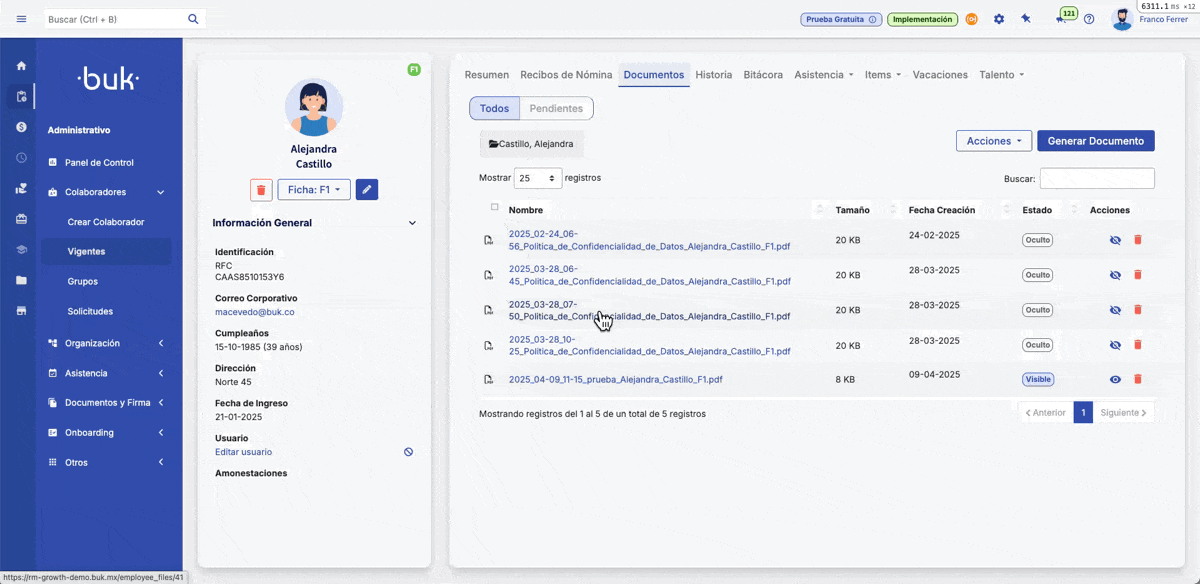 Buscar (Ctrl + B)
Prueba Gratuita
Implementación
121
6311.1 ms ×12
Franco Ferrer
·buk·
Administrativo
Panel de Control
Colaboradores
Crear Colaborador
Vigentes
Grupos
Solicitudes
Organización
Asistencia
Documentos y Firma
Onboarding
Otros
F1
Alejandra
Castillo
Ficha: F1
Información General
Identificación
RFC
CAAS8510153Y6
Correo Corporativo
macevedo@buk.co
Cumpleaños
15-10-1985 (39 años)
Dirección
Norte 45
Fecha de Ingreso
21-01-2025
Usuario
Editar usuario
Amonestaciones
Resumen Recibos de Nómina Documentos Historia Bitácora Asistencia Items Vacaciones Talento
Todos Pendientes
Castillo, Alejandra
Acciones Generar Documento
Mostrar 25 registros
Buscar:
Nombre Tamaño Fecha Creación Estado Acciones
2025_02-24_06-
56_Politica_de_Confidencialidad_de_Datos_Alejandra_Castillo_F1.pdf 20 KB 24-02-2025 Oculto
2025_03-28_06-
45_Politica_de_Confidencialidad_de_Datos_Alejandra_Castillo_F1.pdf 20 KB 28-03-2025 Oculto
2025_03-28_07-
50_Politica_de_Confidencialidad_de_Datos_Alejandra_Castillo_F1.pdf 20 KB 28-03-2025 Oculto
2025_03-28_10-
25_Politica_de_Confidencialidad_de_Datos_Alejandra_Castillo_F1.pdf 20 KB 28-03-2025 Oculto
2025_04-09_11-15_prueba_Alejandra_Castillo_F1.pdf 8 KB 09-04-2025 Visible
Mostrando registros del 1 al 5 de un total de 5 registros
Anterior 1 Siguiente
https://rm-growth-demo.buk.mx/employee_files/41